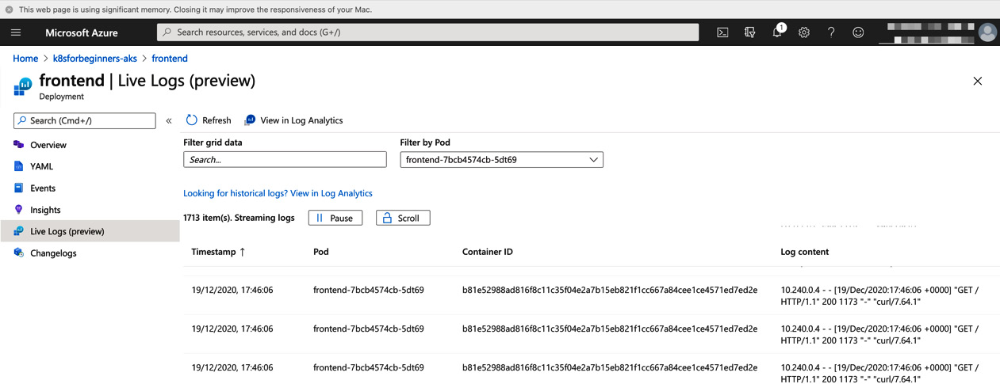 This web page is using significant memory. Closing it may improve the responsiveness of your Mac.
Microsoft Azure
Search resources, services, and docs (G+/)
1
Home > k8sforbeginners-aks > frontend
frontend | Live Logs (preview)
Deployment
Search (Cmd+/)
«
Refresh
View in Log Analytics
Overview
YAML
Events
Insights
Live Logs (preview)
Changelogs
Filter grid data
Filter by Pod
Search...
frontend-7bcb4574cb-5dt69
Looking for historical logs? View in Log Analytics
1713 item(s). Streaming logs
Pause
Scroll
Timestamp ↑ Pod Container ID Log content
19/12/2020, 17:46:06 frontend-7bcb4574cb-5dt69 b81e52988ad816f8c11c35f04e2a7b15eb821f1cc667a84cee1ce4571ed7ed2e 10.240.0.4 - - [19/Dec/2020:17:46:06 +0000] "GET /
HTTP/1.1" 200 1173 "-" "curl/7.64.1"
19/12/2020, 17:46:06 frontend-7bcb4574cb-5dt69 b81e52988ad816f8c11c35f04e2a7b15eb821f1cc667a84cee1ce4571ed7ed2e 10.240.0.4 - - [19/Dec/2020:17:46:06 +0000] "GET /
HTTP/1.1" 200 1173 "-" "curl/7.64.1"
19/12/2020, 17:46:06 frontend-7bcb4574cb-5dt69 b81e52988ad816f8c11c35f04e2a7b15eb821f1cc667a84cee1ce4571ed7ed2e 10.240.0.4 - - [19/Dec/2020:17:46:06 +0000] "GET /
HTTP/1.1" 200 1173 "-" "curl/7.64.1"